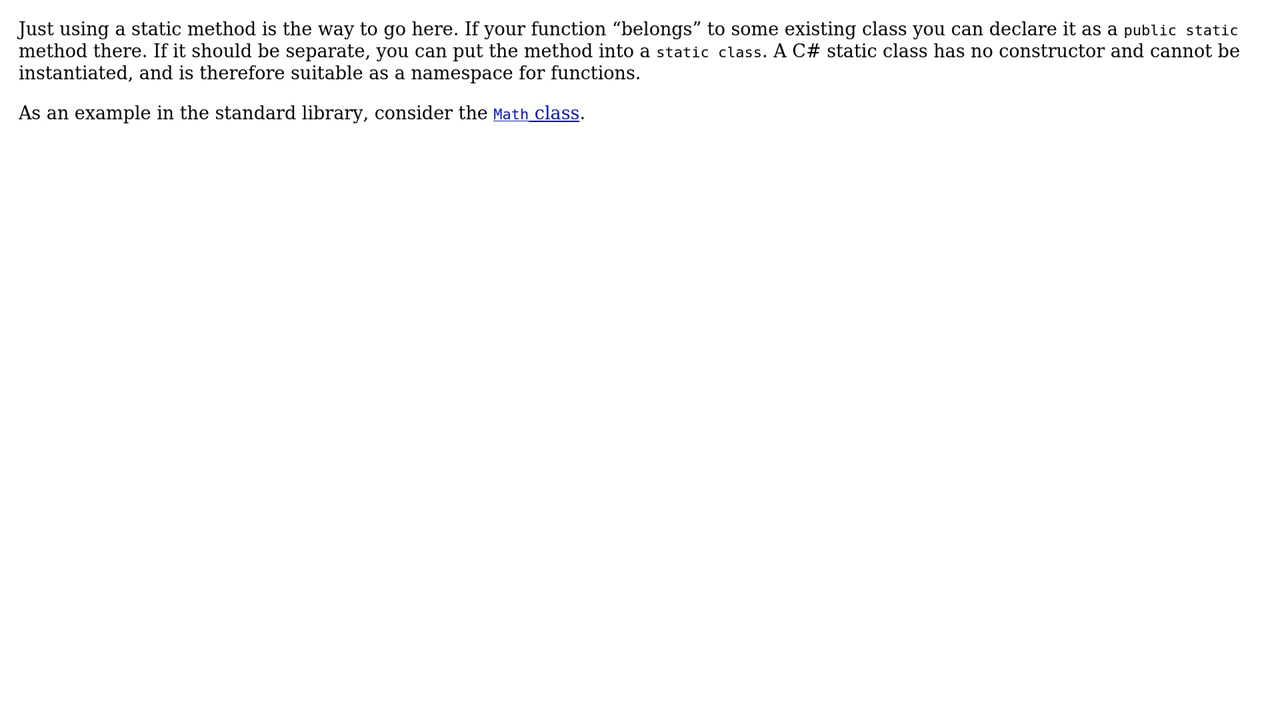 Just using a static method is the way to go here. If your function “belongs” to some existing class you can declare it as a public static
method there. If it should be separate, you can put the method into a static class. A C# static class has no constructor and cannot be
instantiated, and is therefore suitable as a namespace for functions.
As an example in the standard library, consider the Math class.